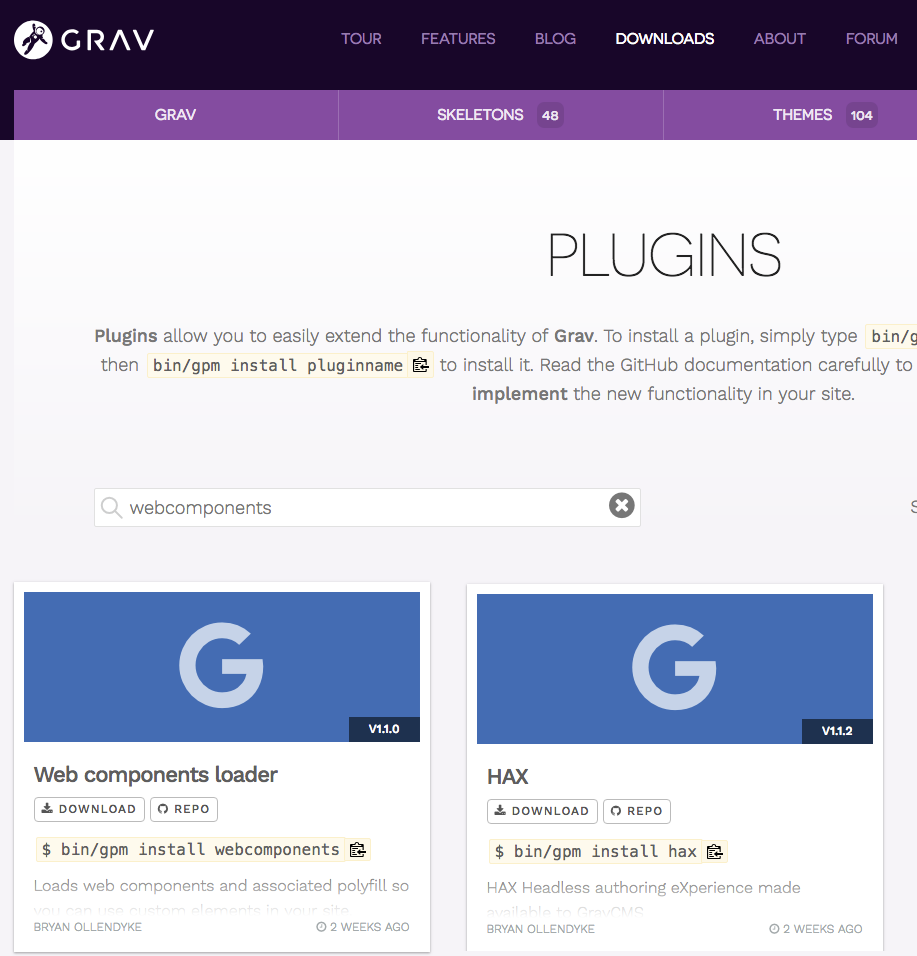 GRAV
TOUR FEATURES BLOG DOWNLOADS ABOUT FORUM
GRAV SKELETONS 48 THEMES 104
PLUGINS
Plugins allow you to easily extend the functionality of Grav. To install a plugin, simply type bin/g
then bin/gpm install pluginname to install it. Read the GitHub documentation carefully to
implement the new functionality in your site.
webcomponents
S
G
V1.1.0
Web components loader
DOWNLOAD REPO
$ bin/gpm install webcomponents
Loads web components and associated polyfill so
you can use custom elements in your site
BRYAN OLLENDYKE 2 WEEKS AGO
G
V1.1.2
HAX
DOWNLOAD REPO
$ bin/gpm install hax
HAX Headless authoring eXperience made
available to GravCMS
BRYAN OLLENDYKE 2 WEEKS AGO